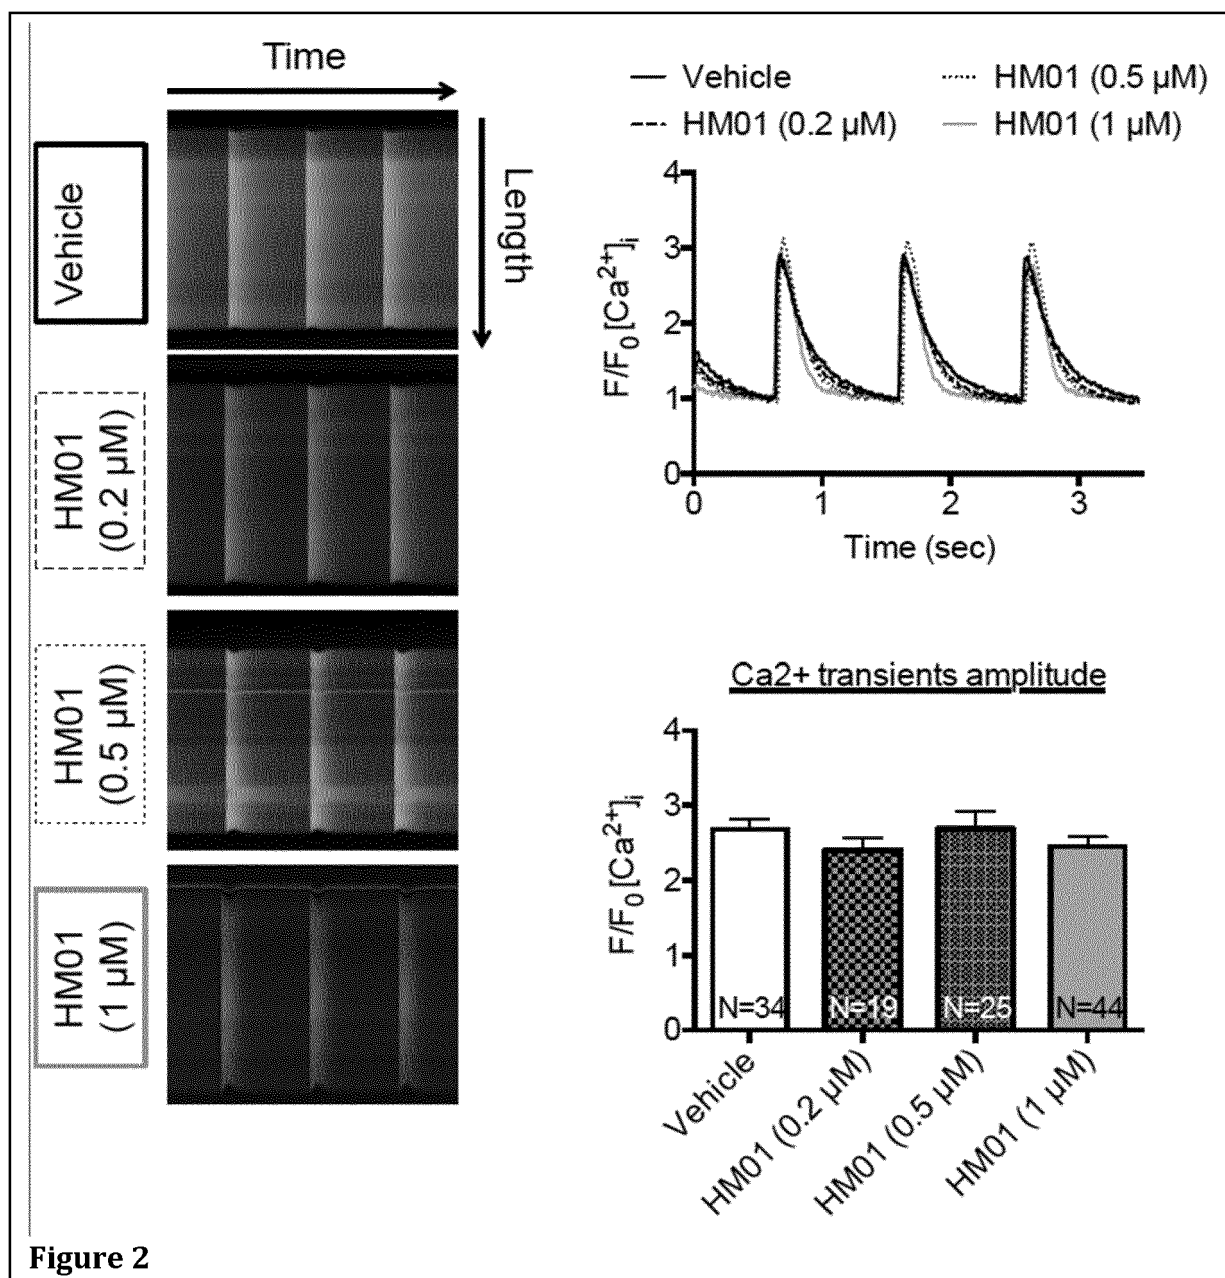 Time
Length
Vehicle
HM01
(0.2 µM)
HM01
(0.5 µM)
HM01
(1 µM)
Vehicle
HM01 (0.5 µM)
HM01 (0.2 µM)
HM01 (1 µM)
F/F₀ [Ca²⁺]ᵢ
4
3
2
1
0
0 1 2 3
Time (sec)
Ca2+ transients amplitude
F/F₀ [Ca²⁺]ᵢ
4
3
2
1
0
N=34 N=19 N=25 N=44
Vehicle
HM01 (0.2 µM)
HM01 (0.5 µM)
HM01 (1 µM)
Figure 2